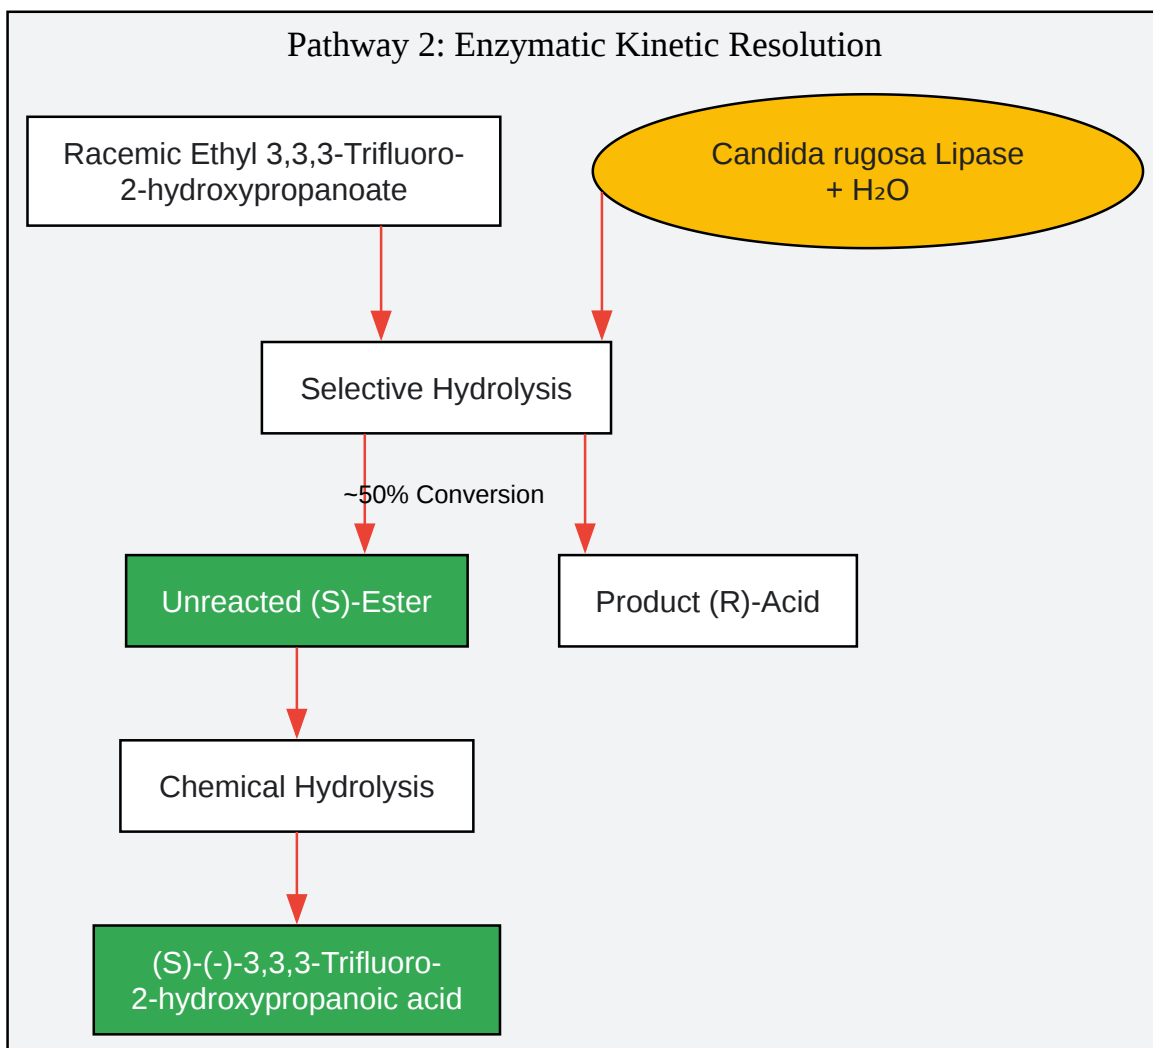 Pathway 2: Enzymatic Kinetic Resolution
Racemic Ethyl 3,3,3-Trifluoro-
2-hydroxypropanoate
Candida rugosa Lipase
+ H₂O
Selective Hydrolysis
~50% Conversion
Unreacted (S)-Ester
Product (R)-Acid
Chemical Hydrolysis
(S)-(-)-3,3,3-Trifluoro-
2-hydroxypropanoic acid